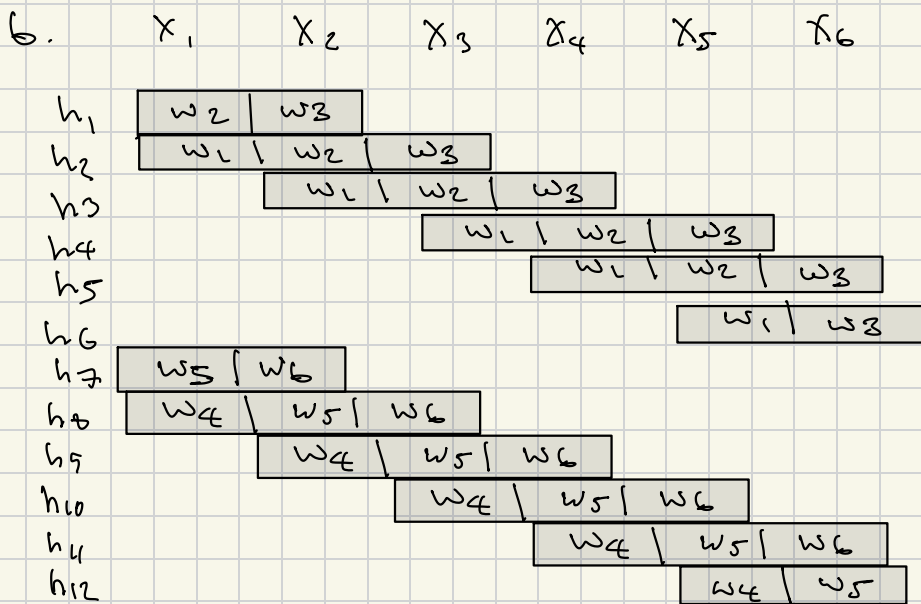 6. X1 X2 X3 X4 X5 X6
h1 w2 | w3
h2 w1 | w2 | w3
h3 w1 | w2 | w3
h4 w1 | w2 | w3
h5 w1 | w2 | w3
h6 w1 | w3
h7 w5 | w6
h8 w4 | w5 | w6
h9 w4 | w5 | w6
h10 w4 | w5 | w6
h11 w4 | w5 | w6
h12 w4 | w5